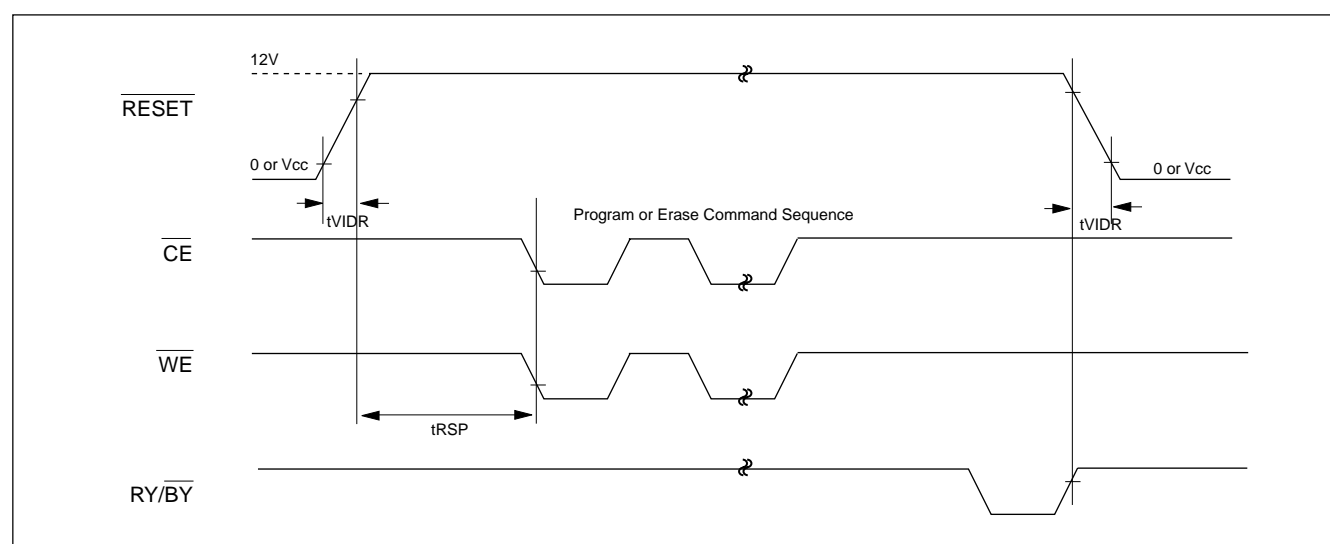 12V
RESET
0 or Vcc
0 or Vcc
tVIDR
Program or Erase Command Sequence
tVIDR
CE
WE
tRSP
RY/BY